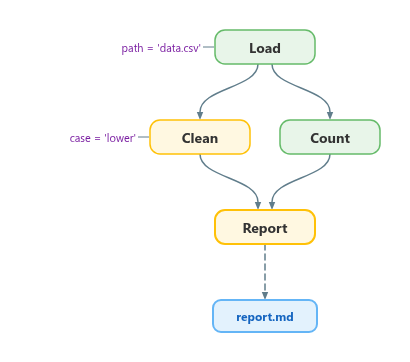 Load
path = 'data.csv'
Clean
Count
case = 'lower'
Report
report.md